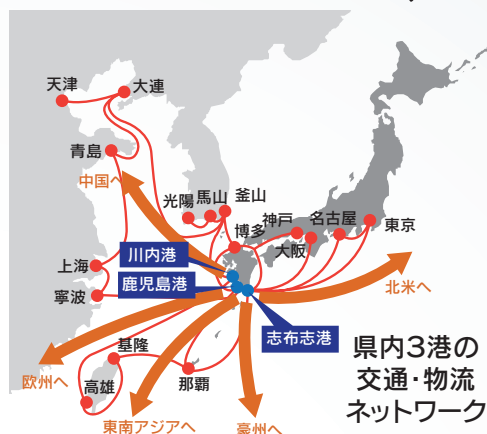 天津
大連
青島
中国へ
光陽
馬山
釜山
神戸
名古屋
東京
博多
大阪
川内港
上海
鹿児島港
北米へ
寧波
志布志港
基隆
県内3港の
欧州へ
那覇
交通・物流
高雄
ネットワーク
東南アジアへ
豪州へ